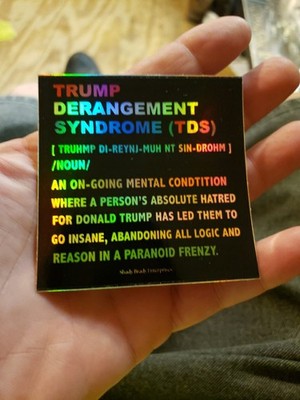 TRUMP
DERANGEMENT
SYNDROME (TDS)
[ TRUHMP DI-REYNJ-MUH NT SIN-DROHM ]
/NOUN/
AN ON-GOING MENTAL CONDTITION
WHERE A PERSON'S ABSOLUTE HATRED
FOR DONALD TRUMP HAS LED THEM TO
GO INSANE, ABANDONING ALL LOGIC AND
REASON IN A PARANOID FRENZY.